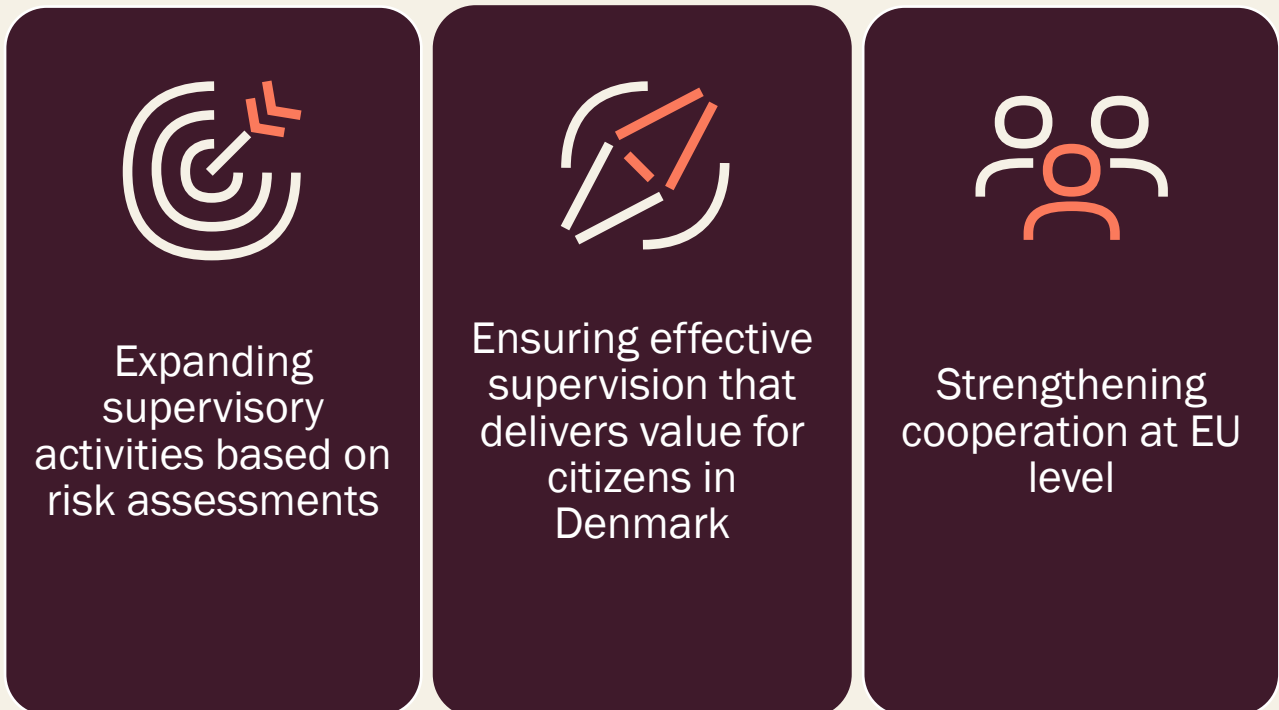 Expanding
supervisory
activities based on
risk assessments
Ensuring effective
supervision that
delivers value for
citizens in
Denmark
Strengthening
cooperation at EU
level